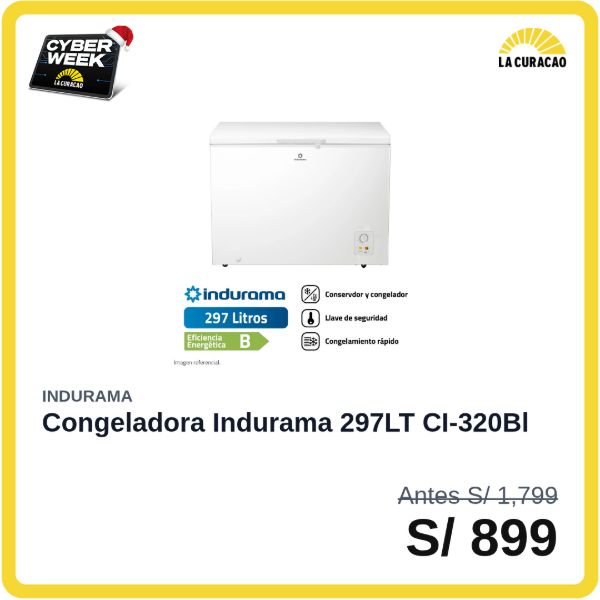 CYBER
WEEK
LA CURACAO
LA CURACAO
indurama
indurama
297 Litros
Eficiencia
Energética
B
Conservdor y congelador
Llave de seguridad
Congelamiento rápido
Imagen referencial.
INDURAMA
Congeladora Indurama 297LT CI-320Bl
Antes S/ 1,799
S/ 899